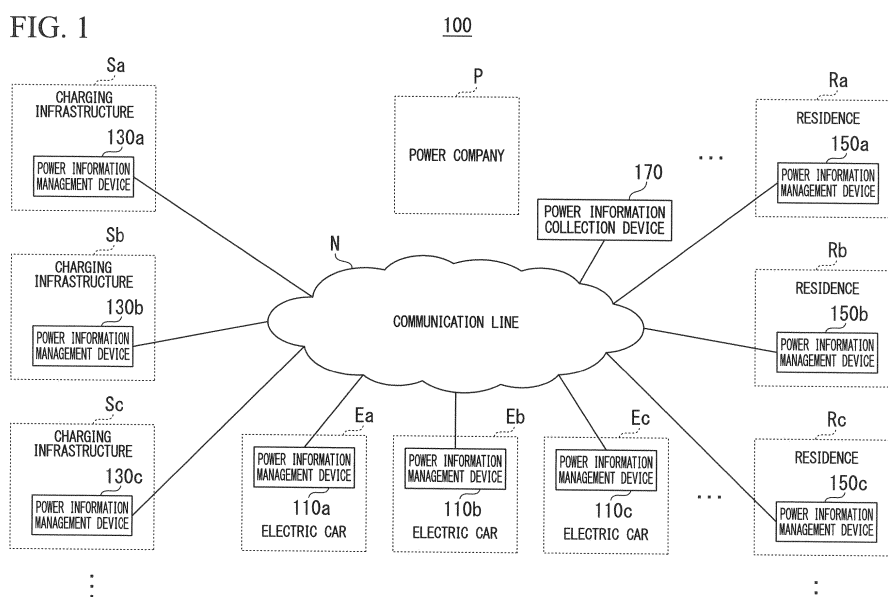 FIG. 1
100
Sa
CHARGING
INFRASTRUCTURE
130a
POWER INFORMATION
MANAGEMENT DEVICE
P
POWER COMPANY
Ra
RESIDENCE
150a
POWER INFORMATION
MANAGEMENT DEVICE
...
170
POWER INFORMATION
COLLECTION DEVICE
Sb
CHARGING
INFRASTRUCTURE
130b
POWER INFORMATION
MANAGEMENT DEVICE
N
COMMUNICATION LINE
Rb
RESIDENCE
150b
POWER INFORMATION
MANAGEMENT DEVICE
Sc
CHARGING
INFRASTRUCTURE
130c
POWER INFORMATION
MANAGEMENT DEVICE
Ea
POWER INFORMATION
MANAGEMENT DEVICE
110a
ELECTRIC CAR
Eb
POWER INFORMATION
MANAGEMENT DEVICE
110b
ELECTRIC CAR
Ec
POWER INFORMATION
MANAGEMENT DEVICE
110c
ELECTRIC CAR
...
Rc
RESIDENCE
150c
POWER INFORMATION
MANAGEMENT DEVICE